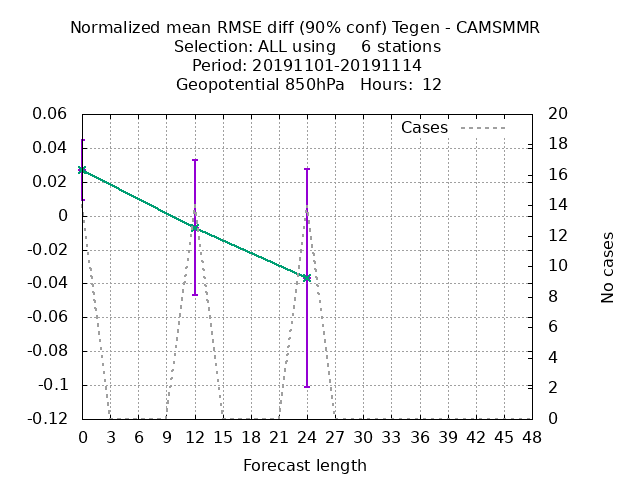 Normalized mean RMSE diff (90% conf) Tegen - CAMSMMR
Selection: ALL using     6 stations
Period: 20191101-20191114
Geopotential 850hPa   Hours:  12
Cases
0.06
0.04
0.02
0
-0.02
-0.04
-0.06
-0.08
-0.1
-0.12
20
18
16
14
12
10
8
6
4
2
0
No cases
0 3 6 9 12 15 18 21 24 27 30 33 36 39 42 45 48
Forecast length